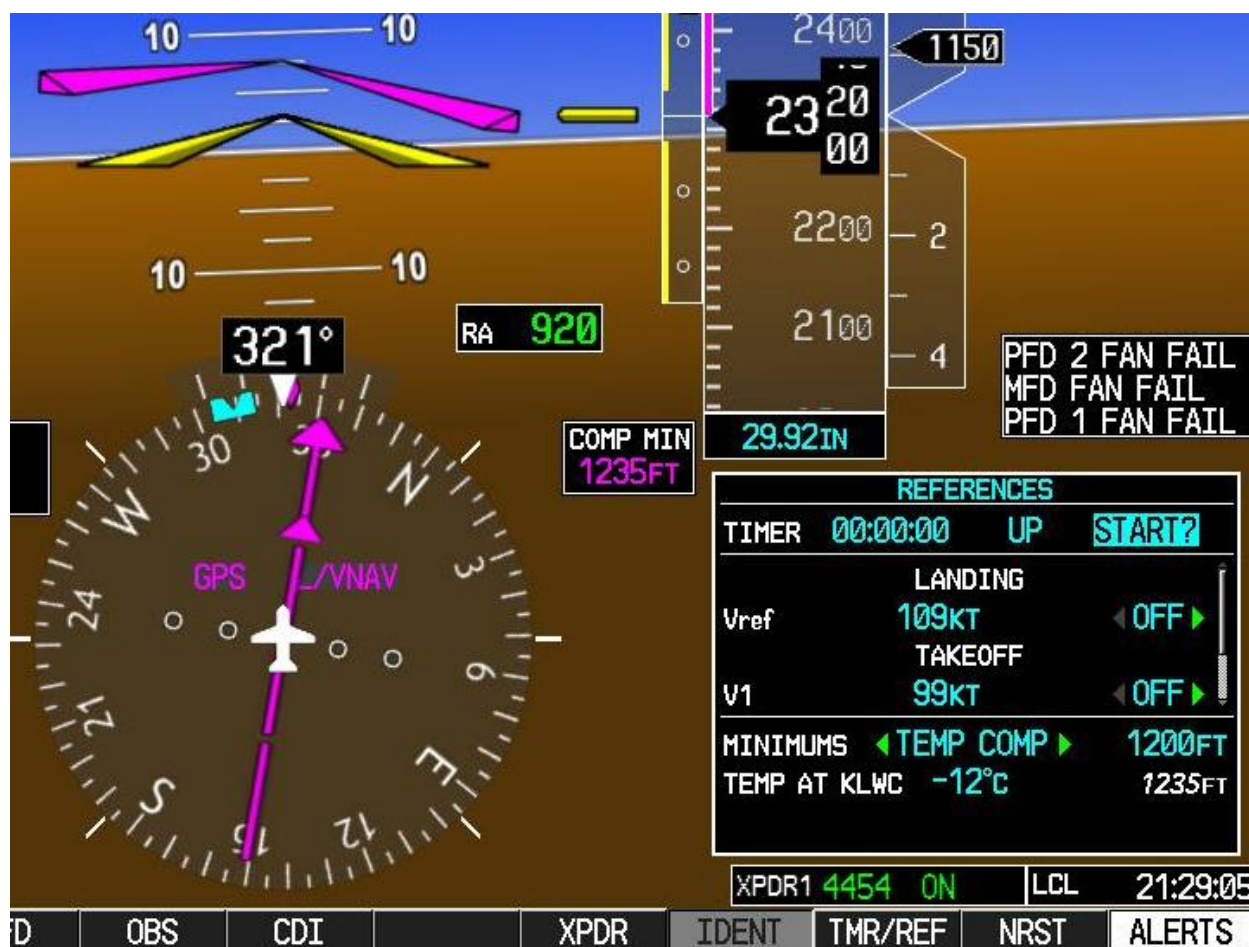 10 10
2400
1150
23 20
00
2200
2
10 10
RA 920
2100
4
321°
PFD 2 FAN FAIL
MFD FAN FAIL
PFD 1 FAN FAIL
COMP MIN
1235FT
29.92IN
30
N
W
3
GPS /VNAV
24
6
21
E
S
15
12
REFERENCES
TIMER 00:00:00 UP START?
LANDING
Vref 109KT OFF
TAKEOFF
V1 99KT OFF
MINIMUMS TEMP COMP 1200FT
TEMP AT KLWC -12°C 1235FT
XPDR1 4454 ON LCL 21:29:05
OBS CDI XPDR IDENT TMR/REF NRST ALERTS